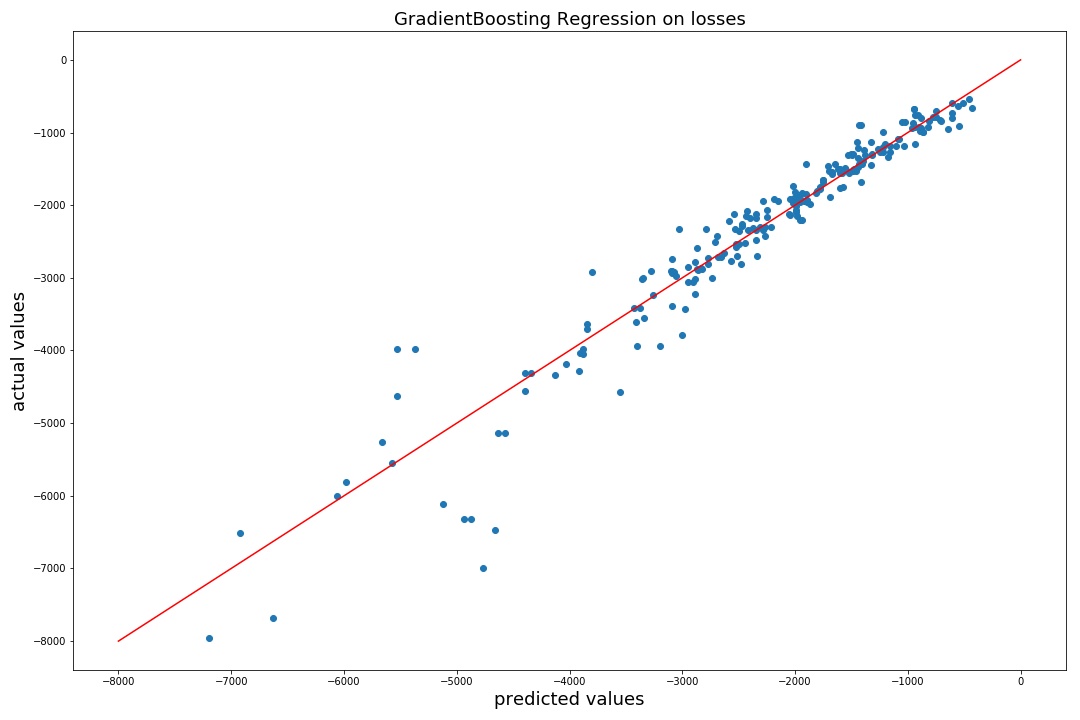 GradientBoosting Regression on losses
0
−1000
−2000
−3000
−4000
−5000
−6000
−7000
−8000
actual values
−8000 −7000 −6000 −5000 −4000 −3000 −2000 −1000 0
predicted values